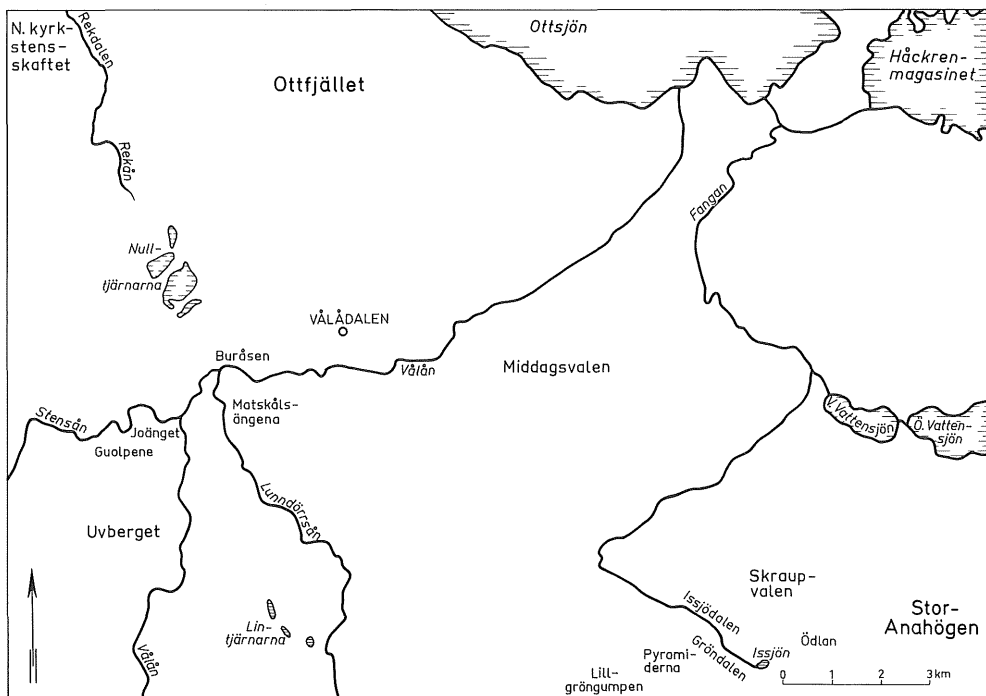 N. kyrk-
stens-
skaftet
Rekdalen
Ottsjön
Håckren-
magasinet
Ottfjället
Rekån
Fangan
Null-
tjärnarna
VÅLÅDALEN
Buråsen
Vålån
Middagsvalen
Matskåls-
ängena
Stensån
Joänget
Guolpene
V. Vattensjön
Ö. Vatten-
sjön
Lunndörrsån
Uvberget
Skraup-
valen
Issjödalen
Stor-
Anahögen
Lin-
tjärnarna
Ödlan
Gröndalen
Issjön
Pyrami-
derna
Vålån
Lill-
gröngumpen
0 1 2 3 km